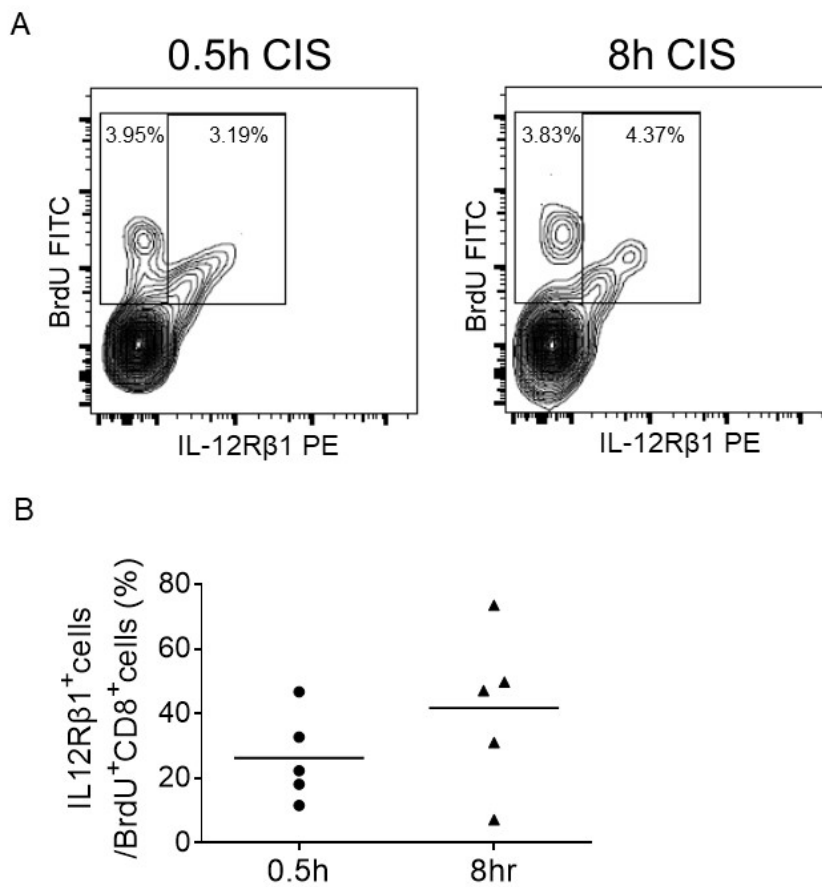 A
0.5h CIS
8h CIS
3.95%
3.19%
3.83%
4.37%
BrdU FITC
BrdU FITC
IL-12Rβ1 PE
IL-12Rβ1 PE
B
IL12Rβ1⁺cells
/BrdU⁺CD8⁺cells (%)
80
60
40
20
0
0.5h
8hr